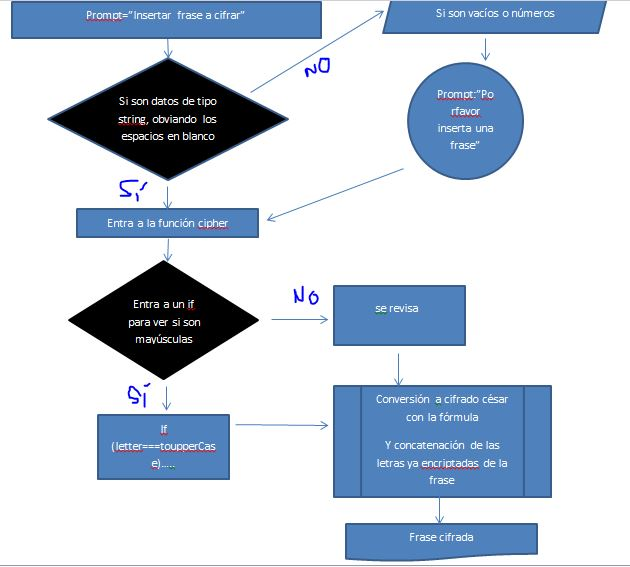 Prompt="Insertar frase a cifrar"
Si son vacíos o números
NO
Si son datos de tipo
string, obviando los
espacios en blanco
Prompt:"Po
rfavor
inserta una
frase"
Sí
Entra a la función cipher
Entra a un if
para ver si son
mayúsculas
NO
se revisa
Sí
If
(letter===toupperCas
e).....
Conversión a cifrado césar
con la fórmula
Y concatenación de las
letras ya encriptadas de la
frase
Frase cifrada